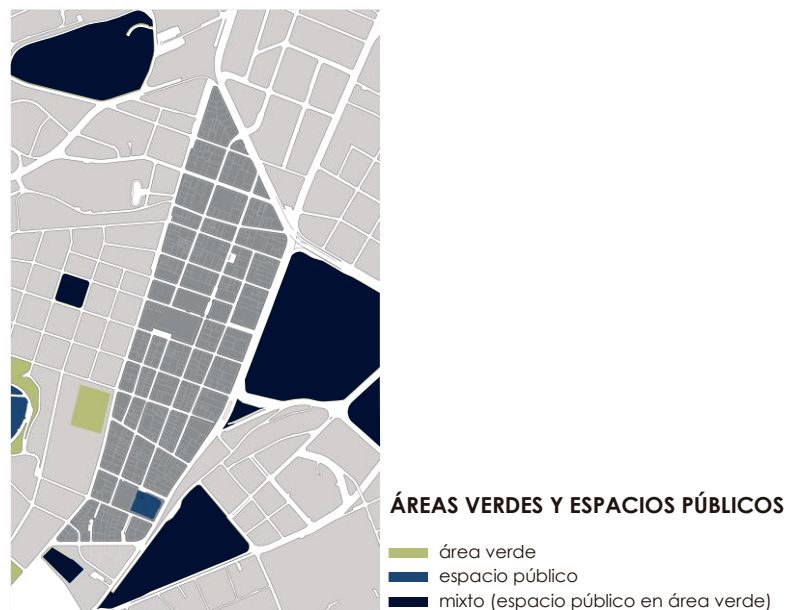 ÁREAS VERDES Y ESPACIOS PÚBLICOS
área verde
espacio público
mixto (espacio público en área verde)